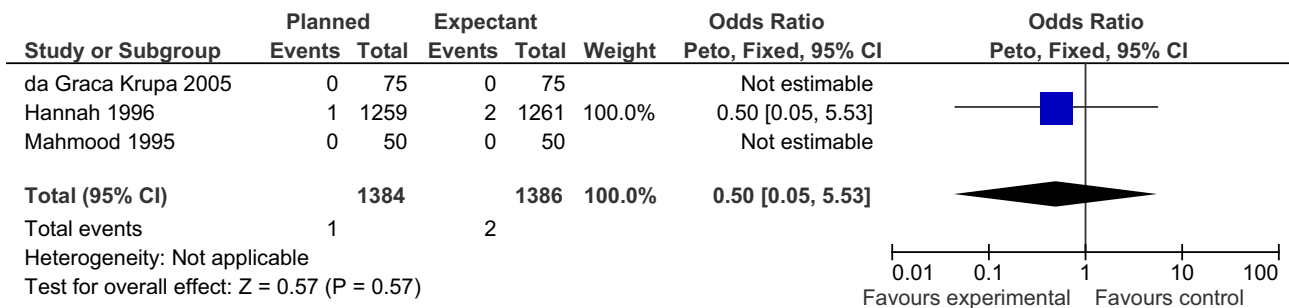 Planned Expectant Odds Ratio Odds Ratio
Study or Subgroup Events Total Events Total Weight Peto, Fixed, 95% CI Peto, Fixed, 95% CI
da Graca Krupa 2005 0 75 0 75 Not estimable
Hannah 1996 1 1259 2 1261 100.0% 0.50 [0.05, 5.53]
Mahmood 1995 0 50 0 50 Not estimable
Total (95% CI) 1384 1386 100.0% 0.50 [0.05, 5.53]
Total events 1 2
Heterogeneity: Not applicable
Test for overall effect: Z = 0.57 (P = 0.57)
0.01 0.1 1 10 100
Favours experimental Favours control